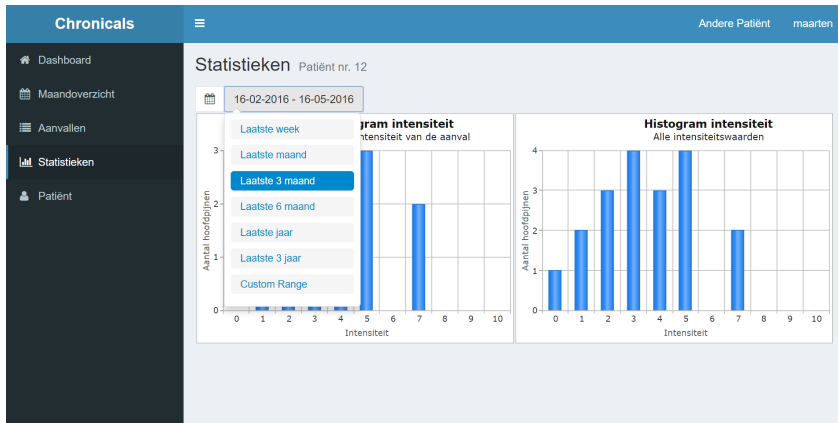 Chronicals
Andere Patiënt maarten
Dashboard
Maandoverzicht
Aanvallen
Statistieken
Patiënt
Statistieken Patiënt nr. 12
16-02-2016 - 16-05-2016
Laatste week
Laatste maand
Laatste 3 maand
Laatste 6 maand
Laatste jaar
Laatste 3 jaar
Custom Range
intensiteit
van de aanval
3
2
1
0
Aantal hoofdpijnen
0 1 2 3 4 5 6 7 8 9 10
Intensiteit
Histogram intensiteit
Alle intensiteitswaarden
4
3
2
1
0
Aantal hoofdpijnen
0 1 2 3 4 5 6 7 8 9 10
Intensiteit